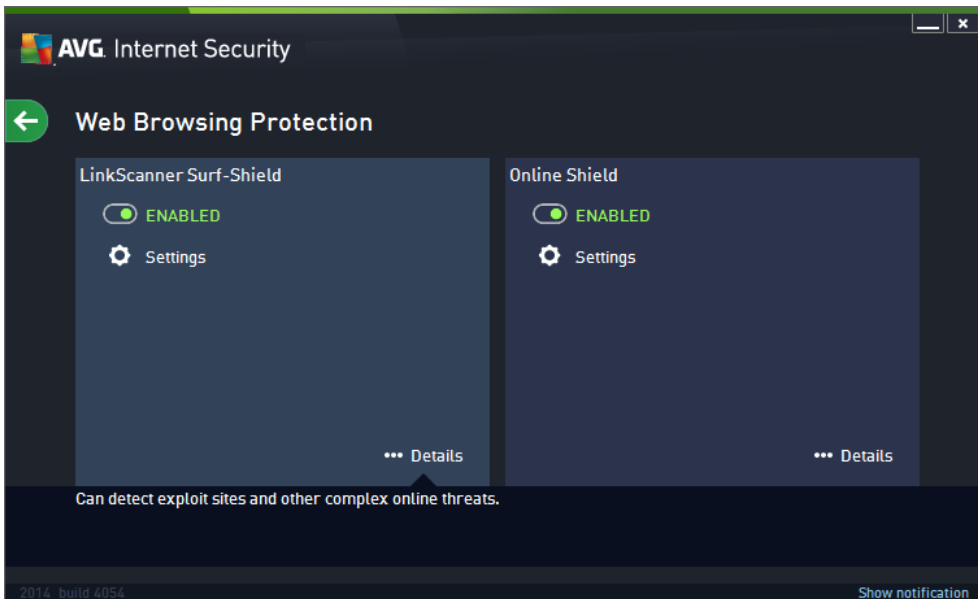 AVG. Internet Security
Web Browsing Protection
LinkScanner Surf-Shield
ENABLED
Settings
••• Details
Online Shield
ENABLED
Settings
••• Details
Can detect exploit sites and other complex online threats.
2014 build 4054
Show notification